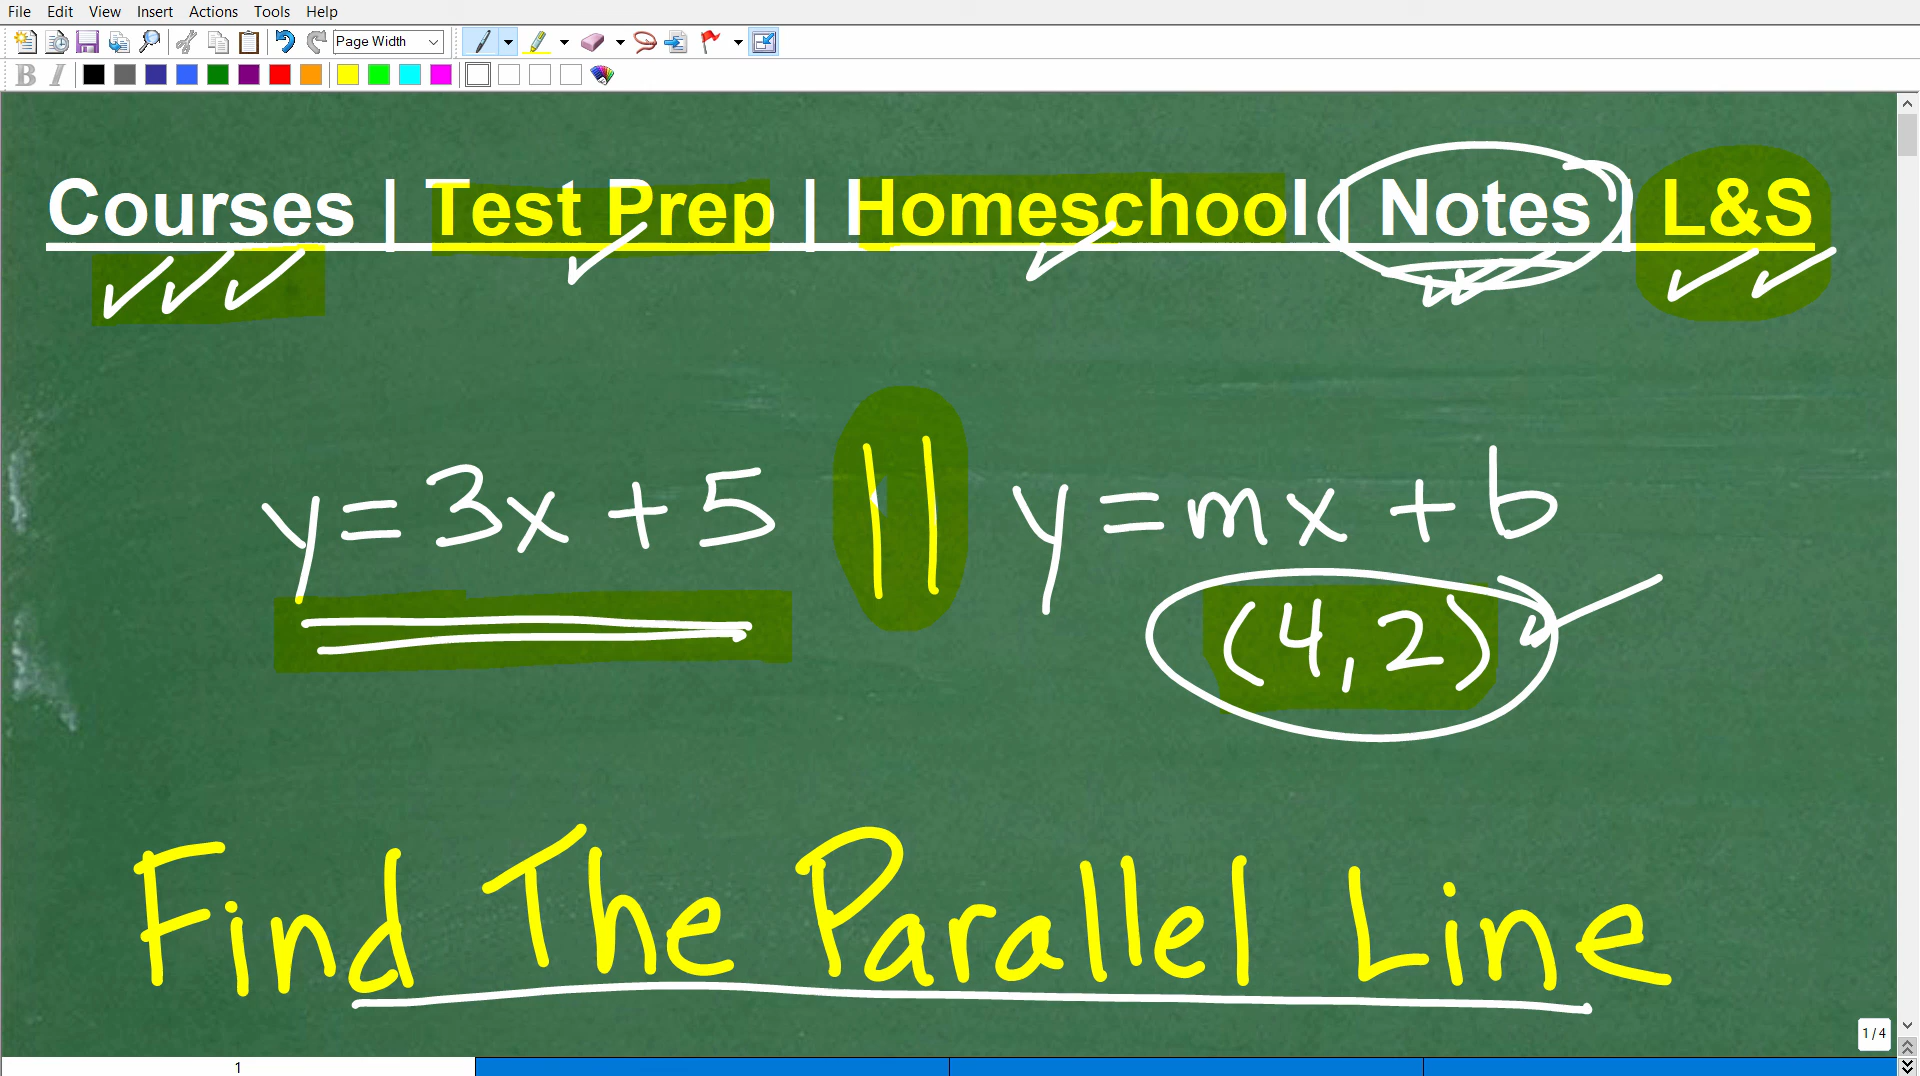 File Edit View Insert Actions Tools Help
Page Width
B I
Courses | Test Prep | Homeschool | Notes | L&S
y = 3x + 5 || y = mx + b
(4, 2)
Find The Parallel Line
1 / 4
1